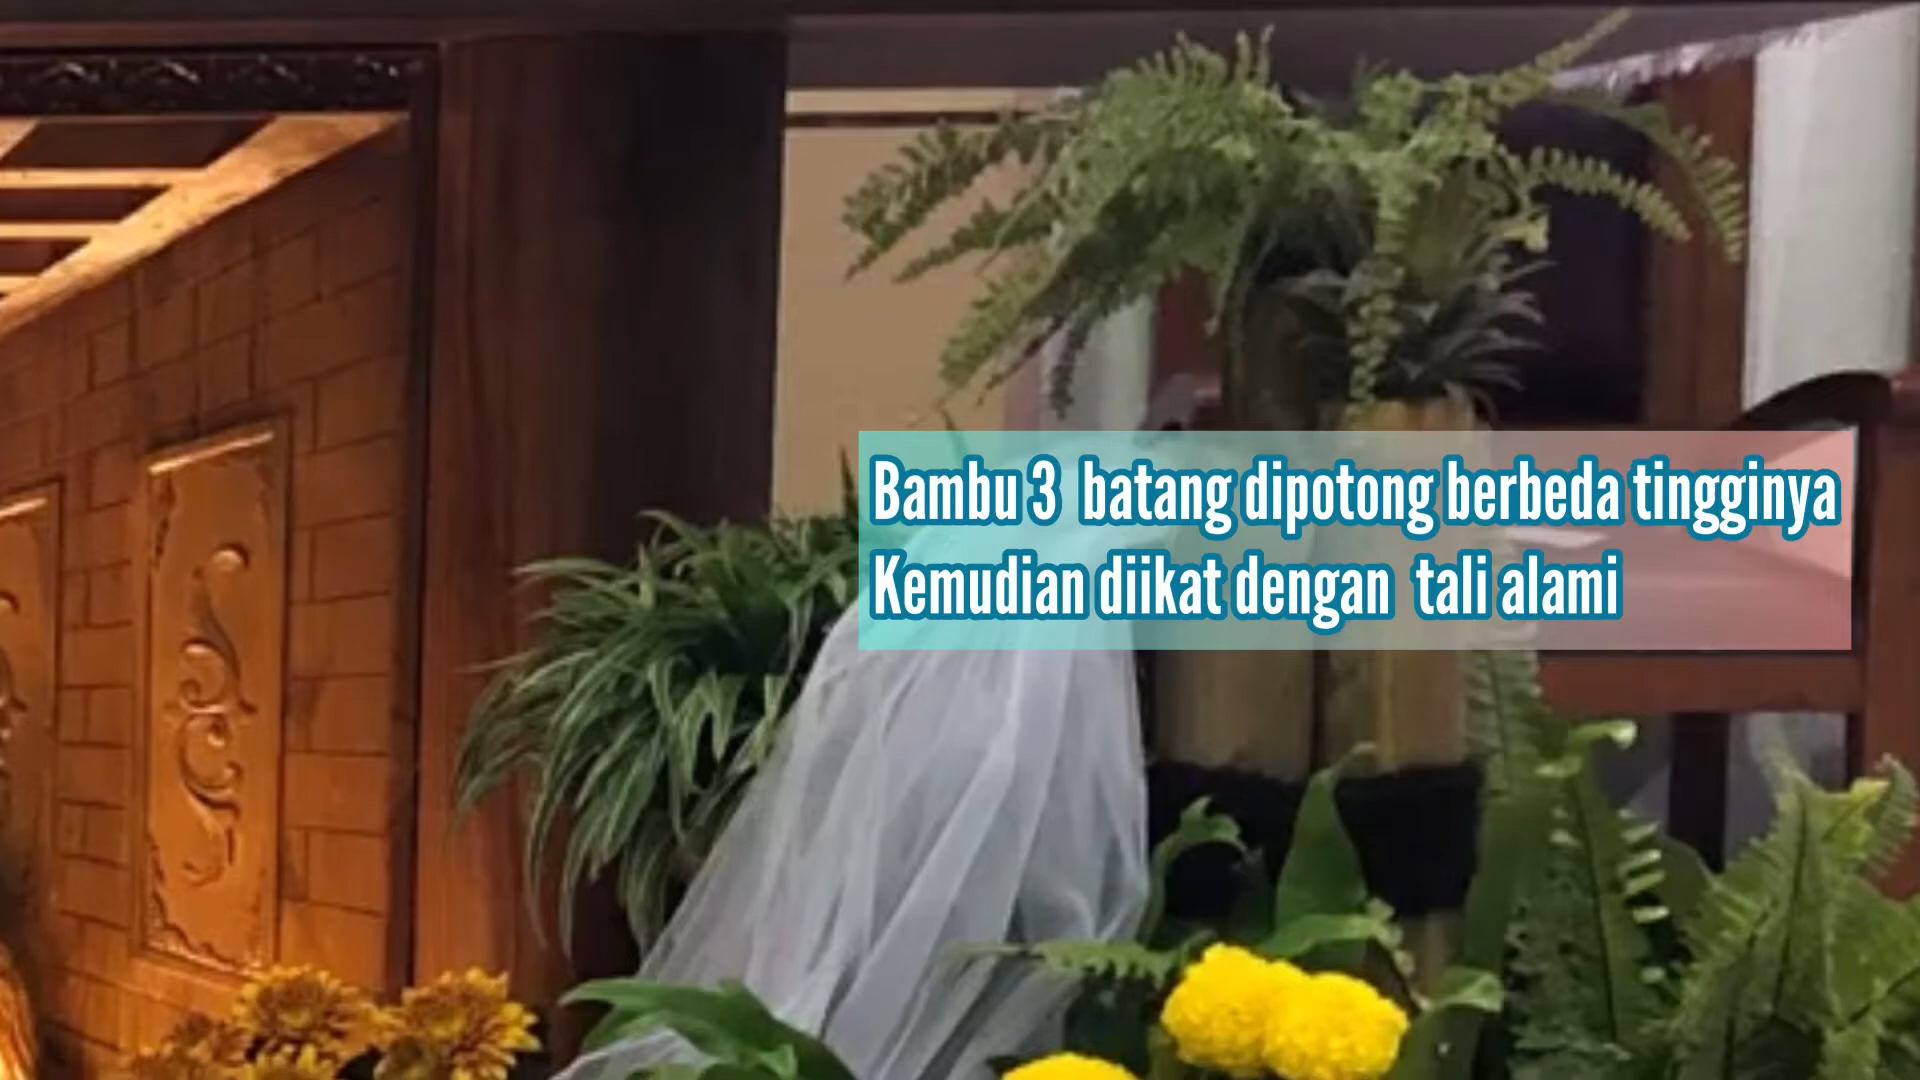 Bambu 3 batang dipotong berbeda tingginya
Kemudian diikat dengan tali alami